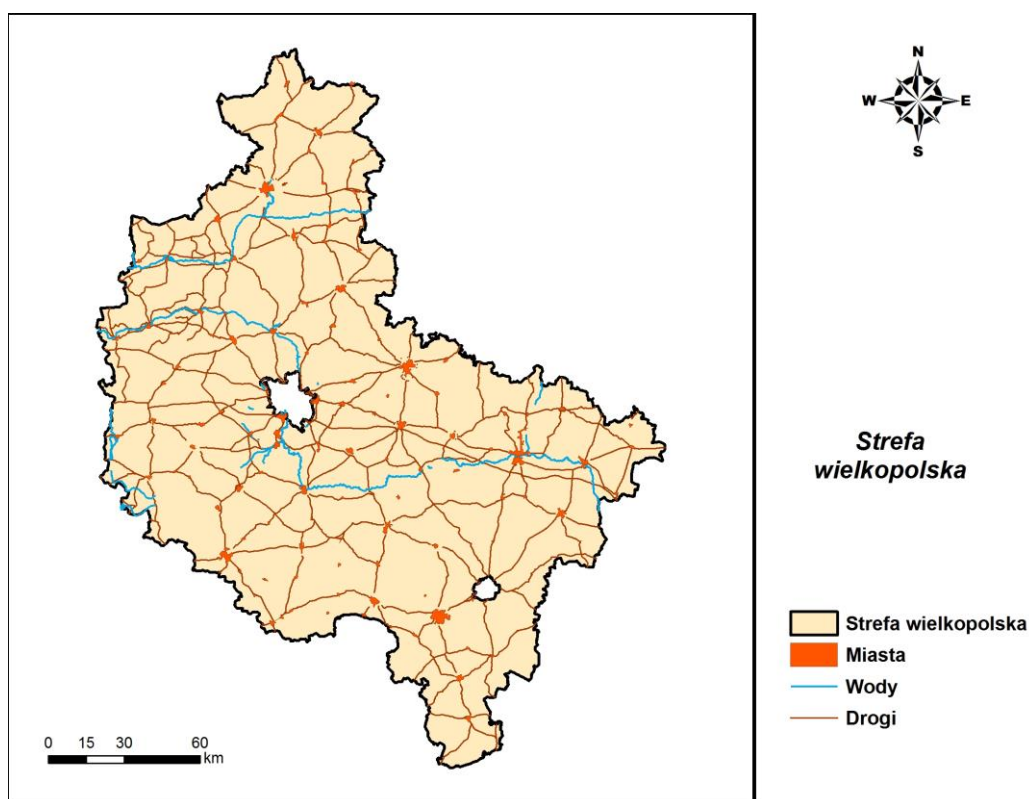 N
W E
S
Strefa
wielkopolska
Strefa wielkopolska
Miasta
Wody
Drogi
0 15 30 60
km